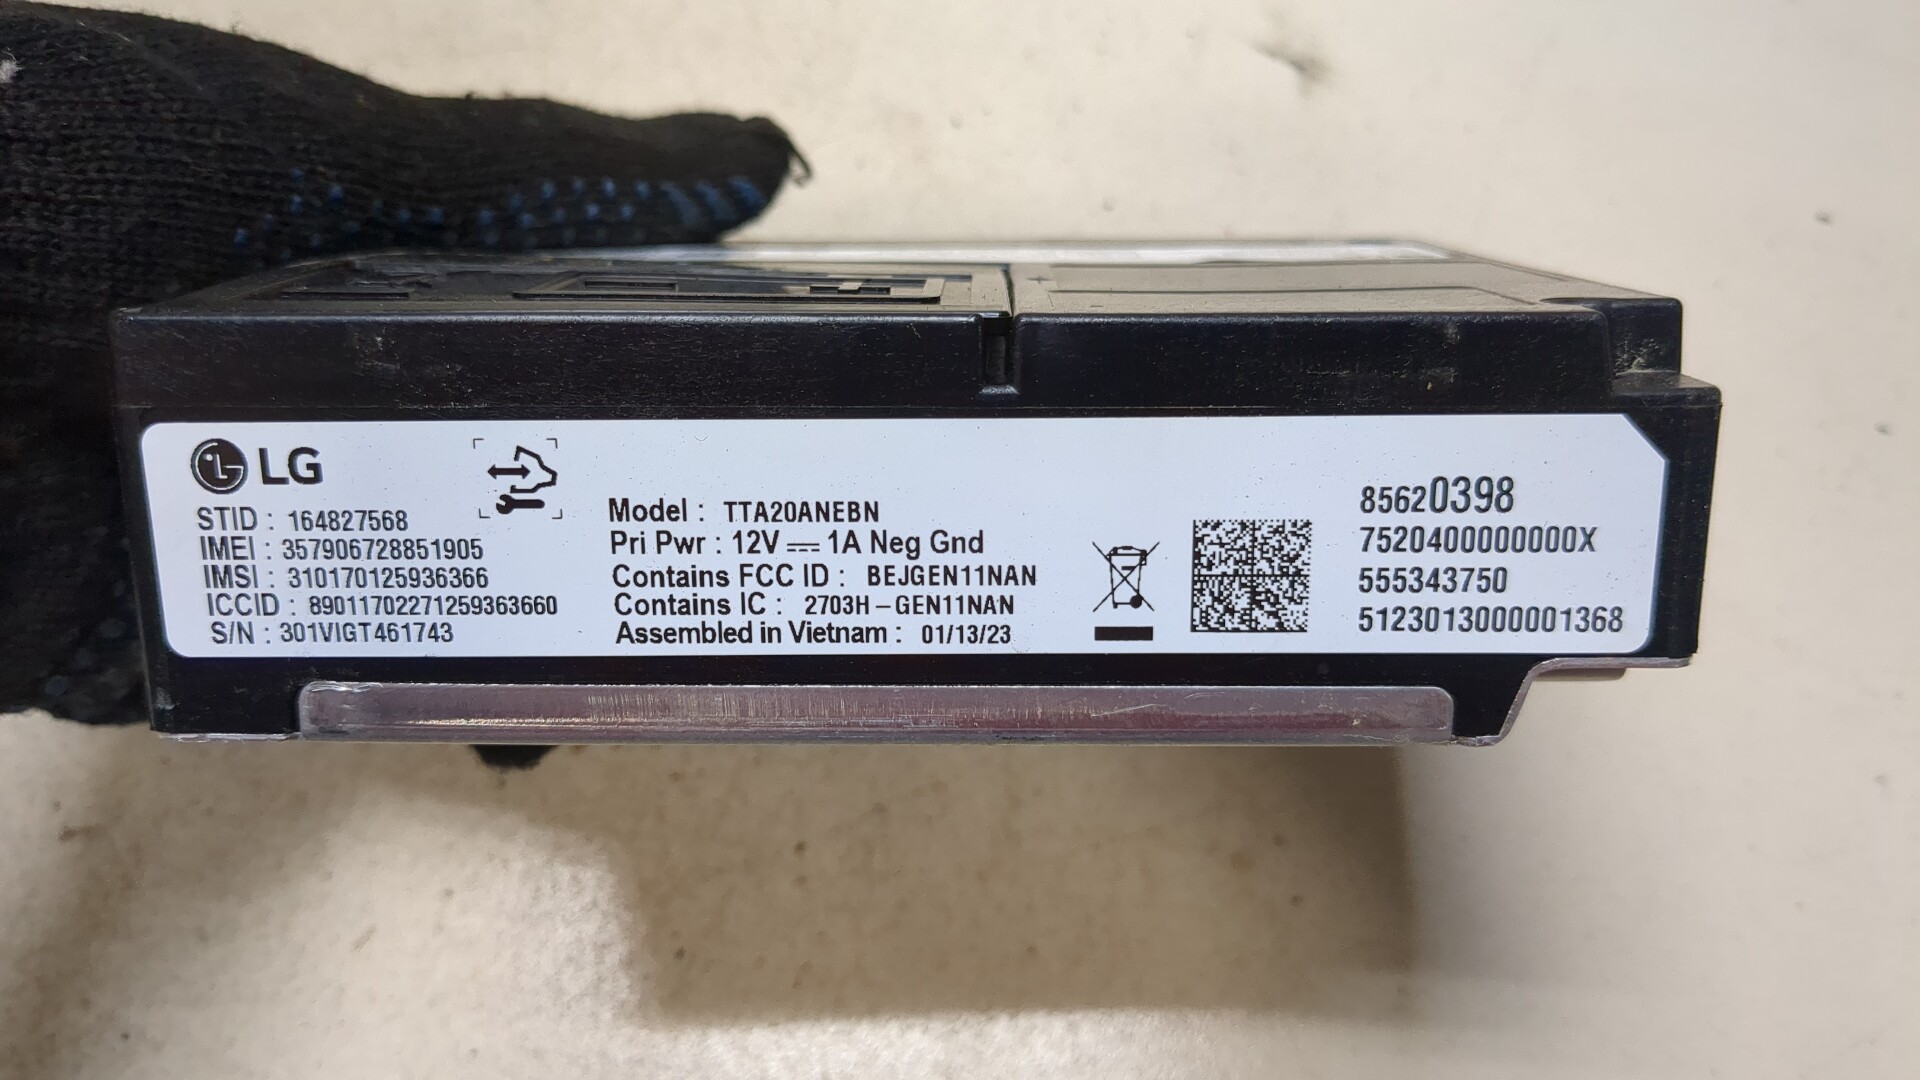 LG
STID : 164827568
IMEI : 357906728851905
IMSI : 310170125936366
ICCID : 89011702271259363660
S/N : 301VIGT461743
Model : TTA20ANEBN
Pri Pwr : 12V ⎓ 1A Neg Gnd
Contains FCC ID : BEJGEN11NAN
Contains IC : 2703H-GEN11NAN
Assembled in Vietnam : 01/13/23
85620398
7520400000000X
555343750
5123013000001368